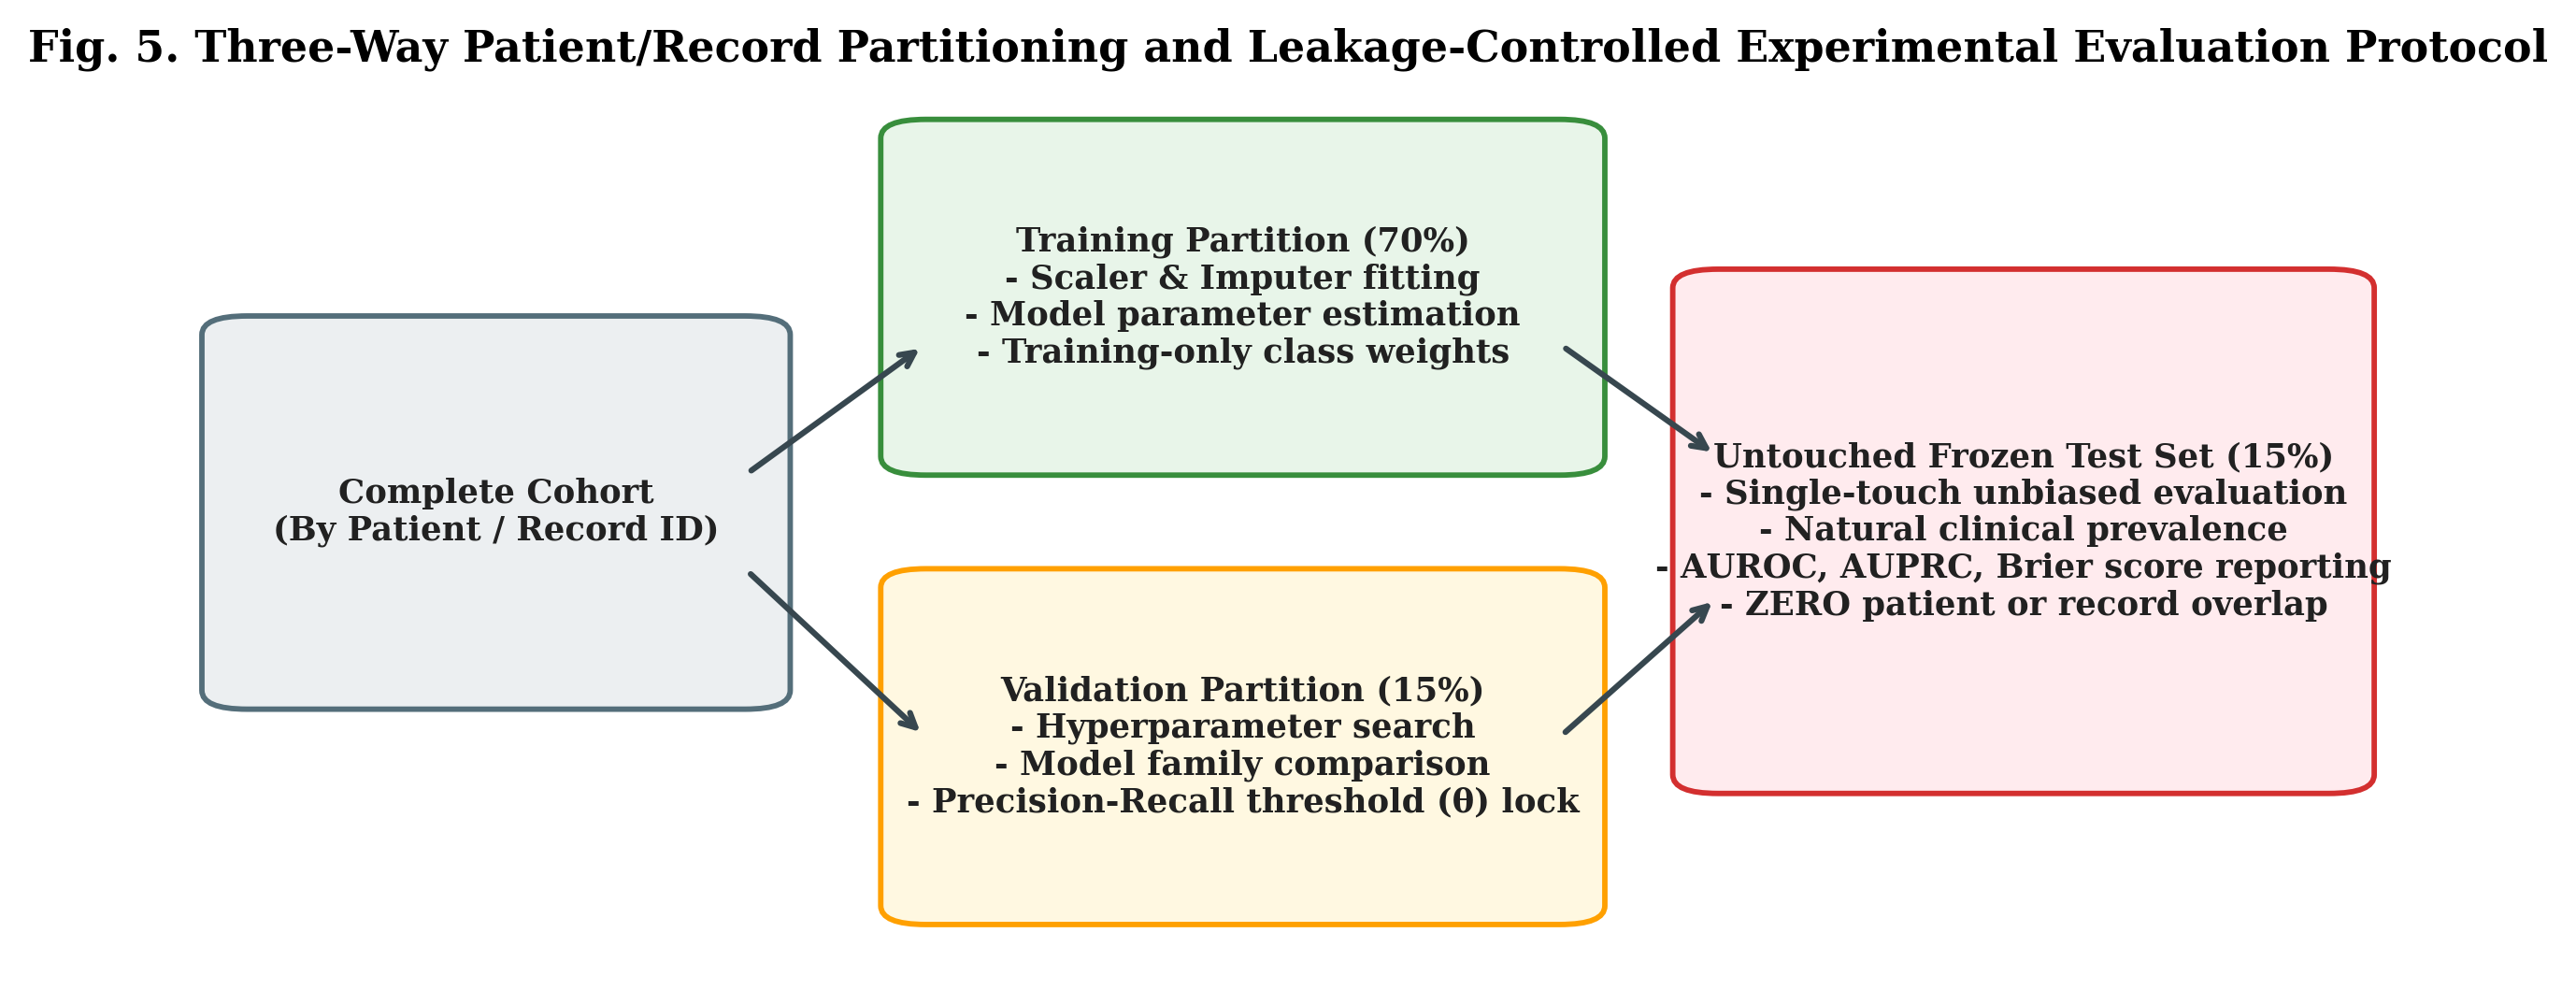 Fig. 5. Three-Way Patient/Record Partitioning and Leakage-Controlled Experimental Evaluation Protocol
Complete Cohort
(By Patient / Record ID)
Training Partition (70%)
- Scaler & Imputer fitting
- Model parameter estimation
- Training-only class weights
Validation Partition (15%)
- Hyperparameter search
- Model family comparison
- Precision-Recall threshold (θ) lock
Untouched Frozen Test Set (15%)
- Single-touch unbiased evaluation
- Natural clinical prevalence
- AUROC, AUPRC, Brier score reporting
- ZERO patient or record overlap